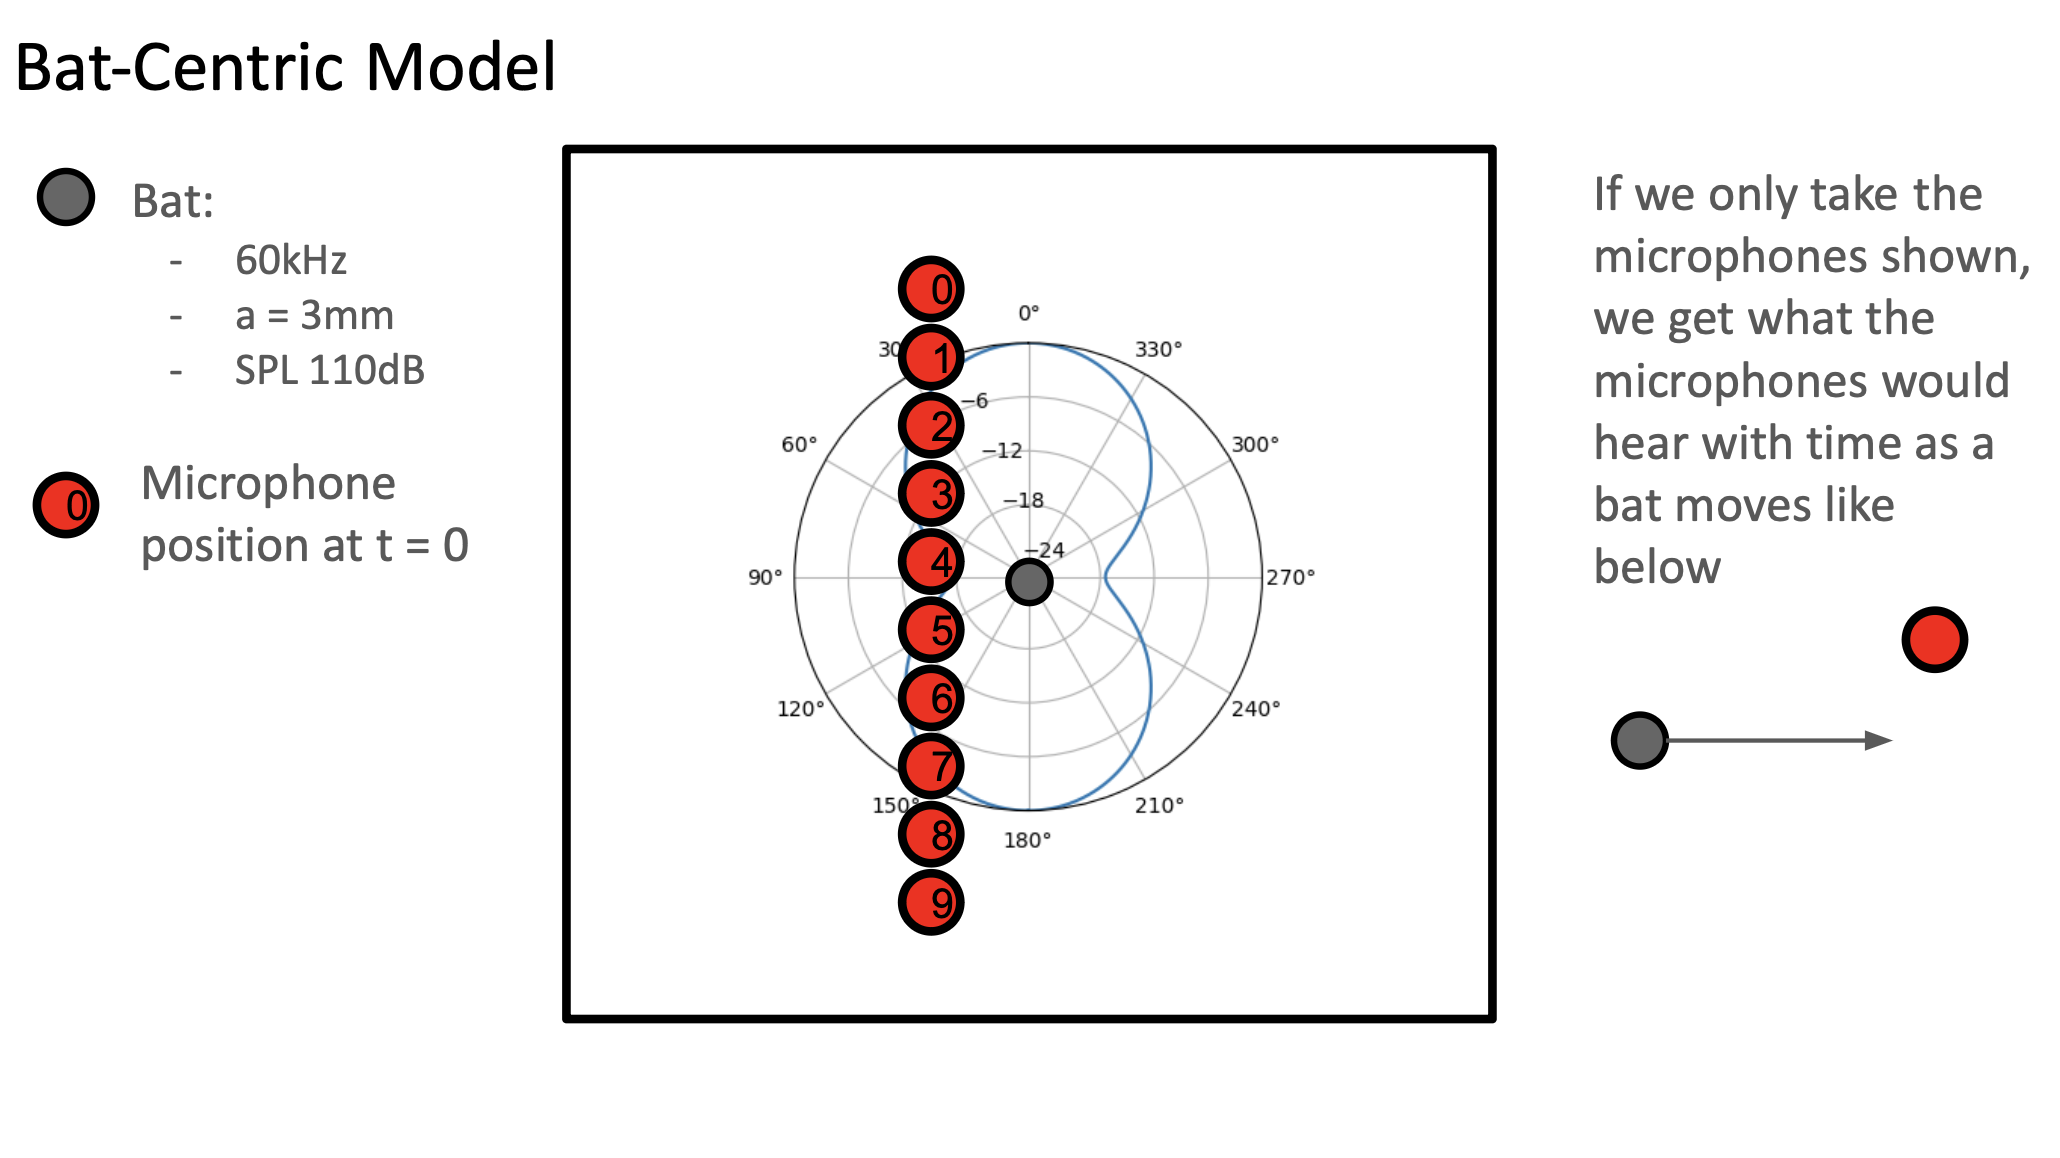 Bat-Centric Model
Bat:
- 60kHz
- a = 3mm
- SPL 110dB
0
Microphone
position at t = 0
0
1
2
3
4
5
6
7
8
9
0°
30
330°
60°
300°
90°
270°
120°
240°
150°
210°
180°
−6
−12
−18
−24
If we only take the
microphones shown,
we get what the
microphones would
hear with time as a
bat moves like
below